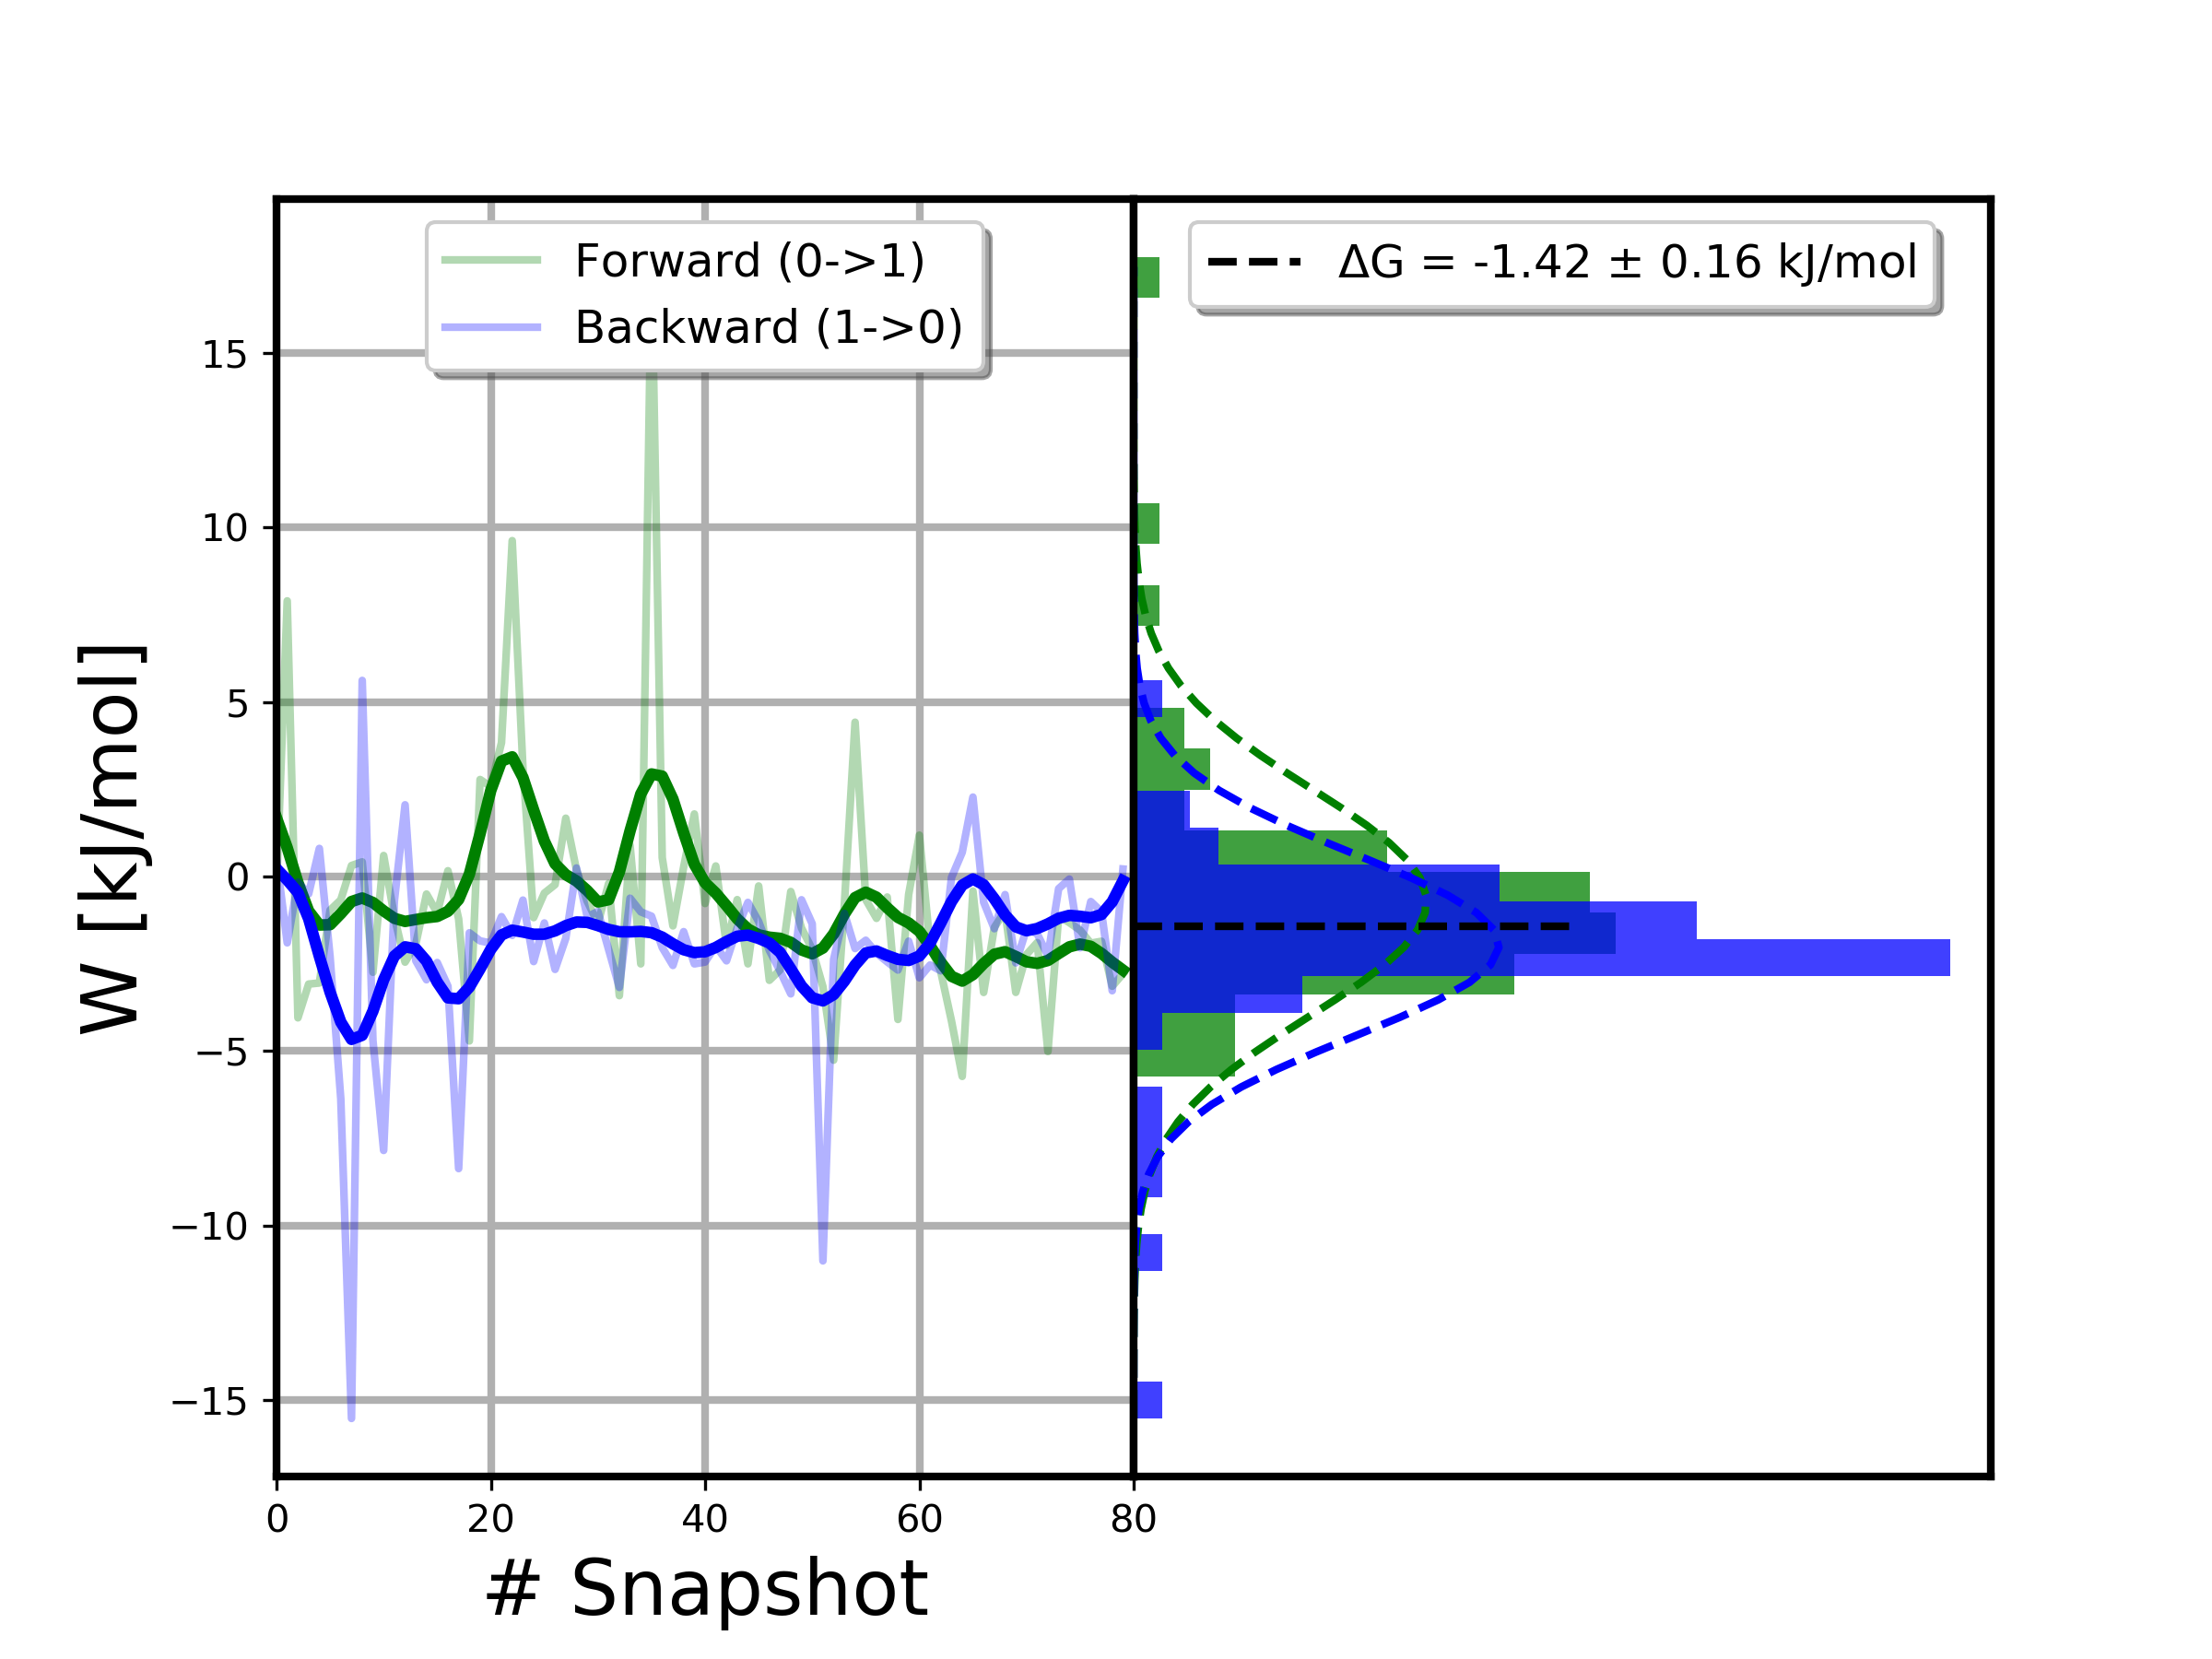 Forward (0->1)
Backward (1->0)
ΔG = -1.42 ± 0.16 kJ/mol
W [kJ/mol]
15
10
5
0
−5
−10
−15
0 20 40 60 80
# Snapshot